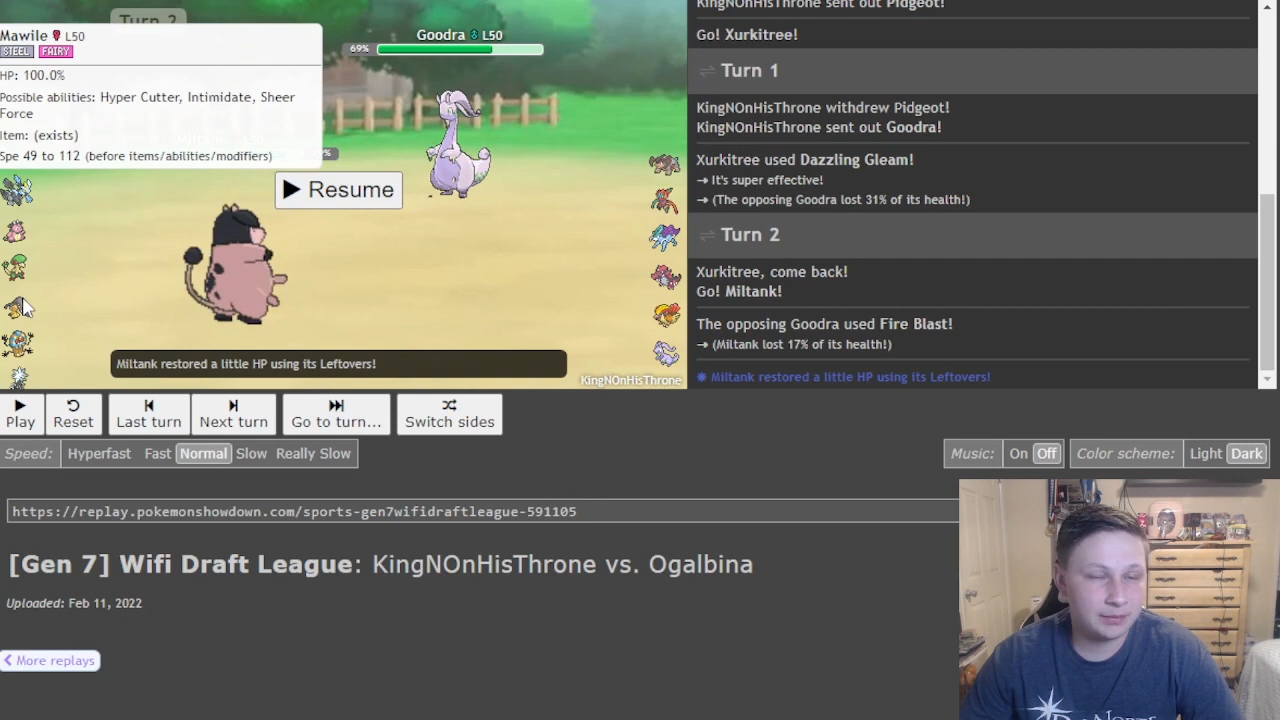 KingNOnHisThrone sent out Pidgeot!
Go! Xurkitree!
Turn 1
KingNOnHisThrone withdrew Pidgeot!
KingNOnHisThrone sent out Goodra!
Xurkitree used Dazzling Gleam!
→ It's super effective!
→ (The opposing Goodra lost 31% of its health!)
Turn 2
Xurkitree, come back!
Go! Miltank!
The opposing Goodra used Fire Blast!
→ (Miltank lost 17% of its health!)
Miltank restored a little HP using its Leftovers!
Turn 2
Mawile L50
STEEL FAIRY
HP: 100.0%
Possible abilities: Hyper Cutter, Intimidate, Sheer
Force
Item: (exists)
Spe 49 to 112 (before items/abilities/modifiers)
Goodra L50
69%
Resume
Miltank restored a little HP using its Leftovers!
KingNOnHisThrone
Play Reset Last turn Next turn Go to turn... Switch sides
Speed: Hyperfast Fast Normal Slow Really Slow Music: On Off Color scheme: Light Dark
https://replay.pokemonshowdown.com/sports-gen7wifidraftleague-591105
[Gen 7] Wifi Draft League: KingNOnHisThrone vs. Ogalbina
Uploaded: Feb 11, 2022
More replays